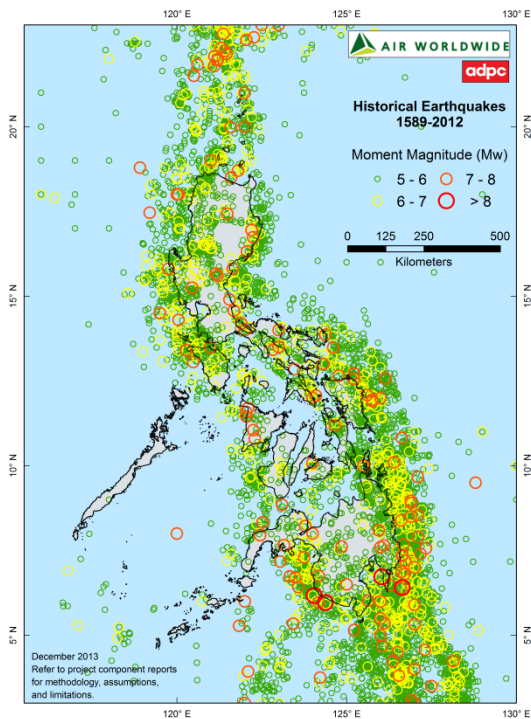 120° E
125° E
130° E
AIR WORLDWIDE
adpc
Historical Earthquakes
1589-2012
Moment Magnitude (Mw)
5 - 6
7 - 8
6 - 7
> 8
0 125 250 500
Kilometers
20° N
20° N
15° N
15° N
10° N
10° N
5° N
5° N
December 2013
Refer to project component reports
for methodology, assumptions,
and limitations.
120° E
125° E
130° E